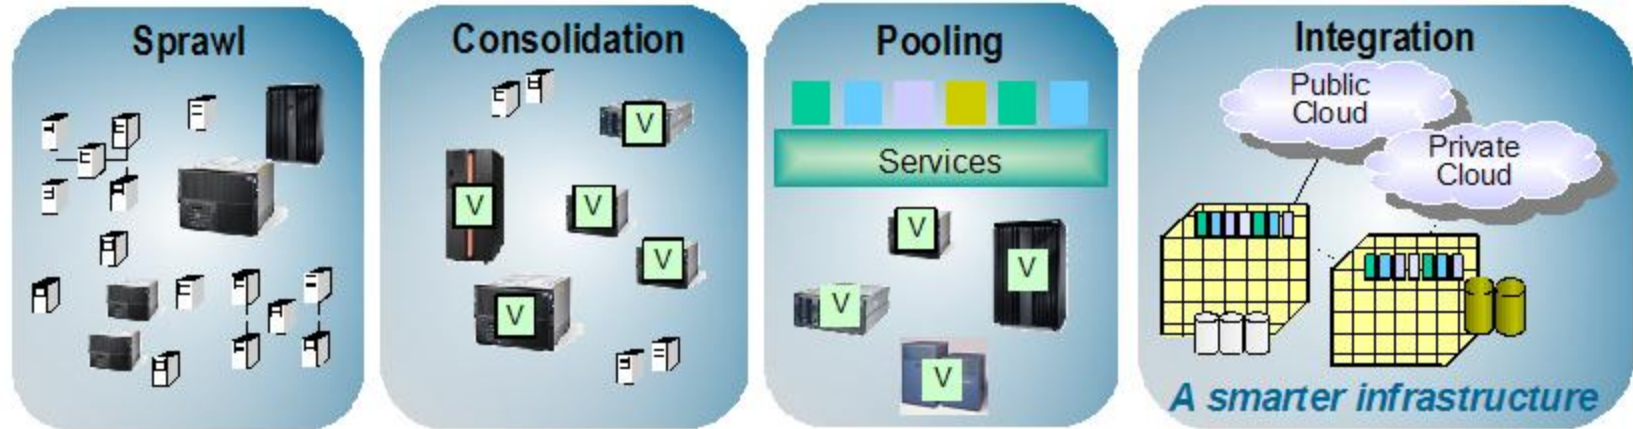 Sprawl
Consolidation
V
V
V
V
V
Pooling
Services
V
V
V
V
Integration
Public
Cloud
Private
Cloud
A smarter infrastructure